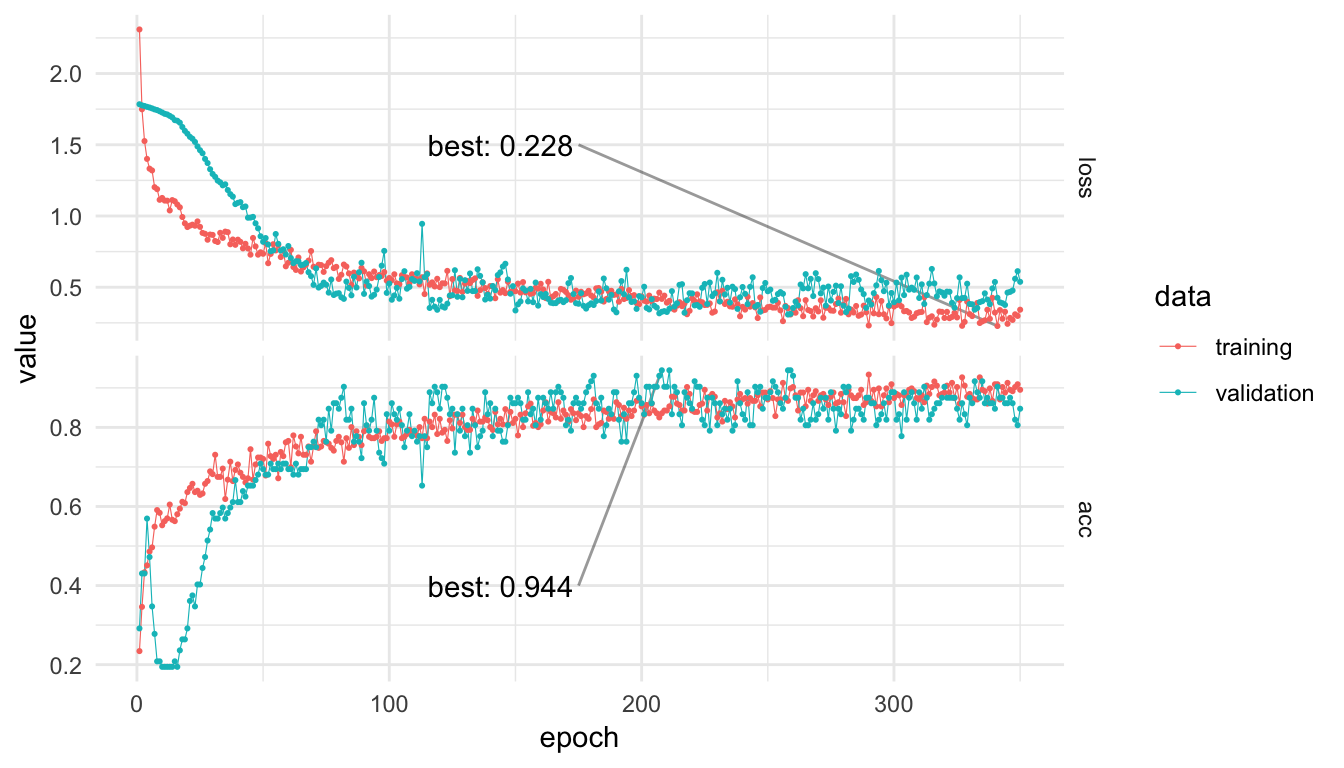 2.0
1.5
1.0
0.5
best: 0.228
loss
0.8
0.6
0.4
0.2
best: 0.944
acc
value
0
100
200
300
epoch
data
training
validation